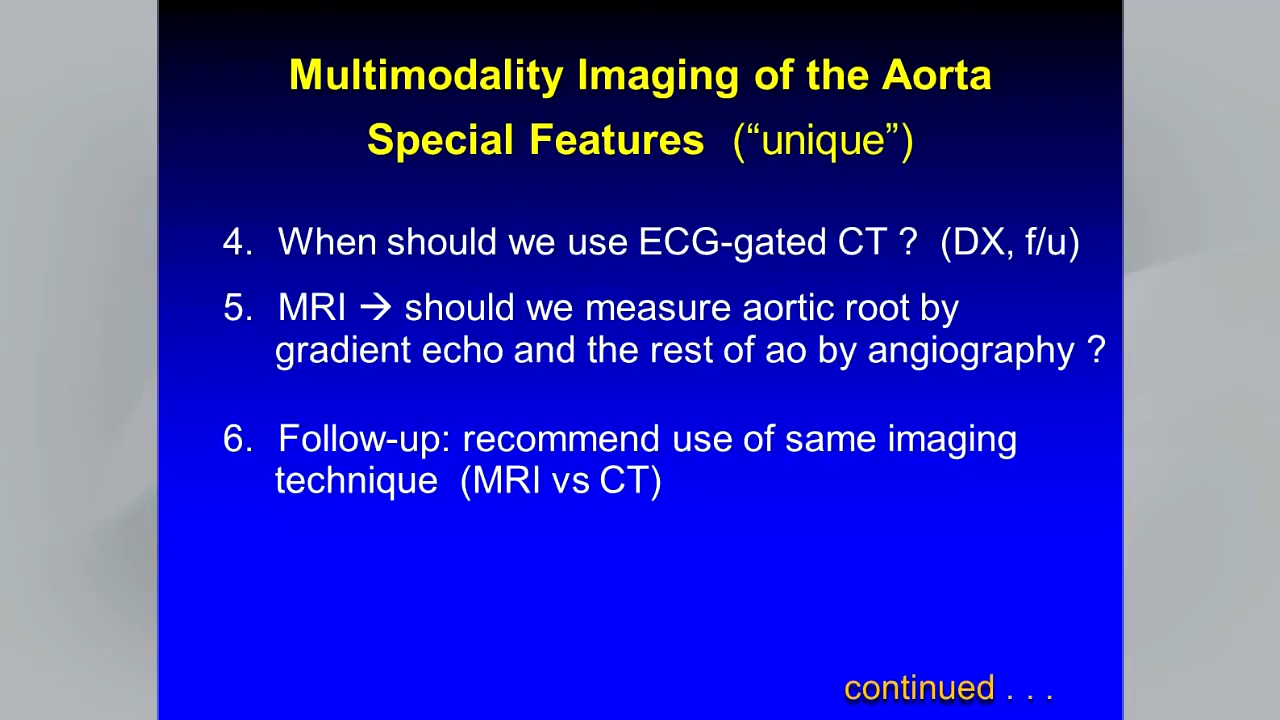 Multimodality Imaging of the Aorta
Special Features (“unique”)
4. When should we use ECG-gated CT ? (DX, f/u)
5. MRI → should we measure aortic root by
gradient echo and the rest of ao by angiography ?
6. Follow-up: recommend use of same imaging
technique (MRI vs CT)
continued . . .